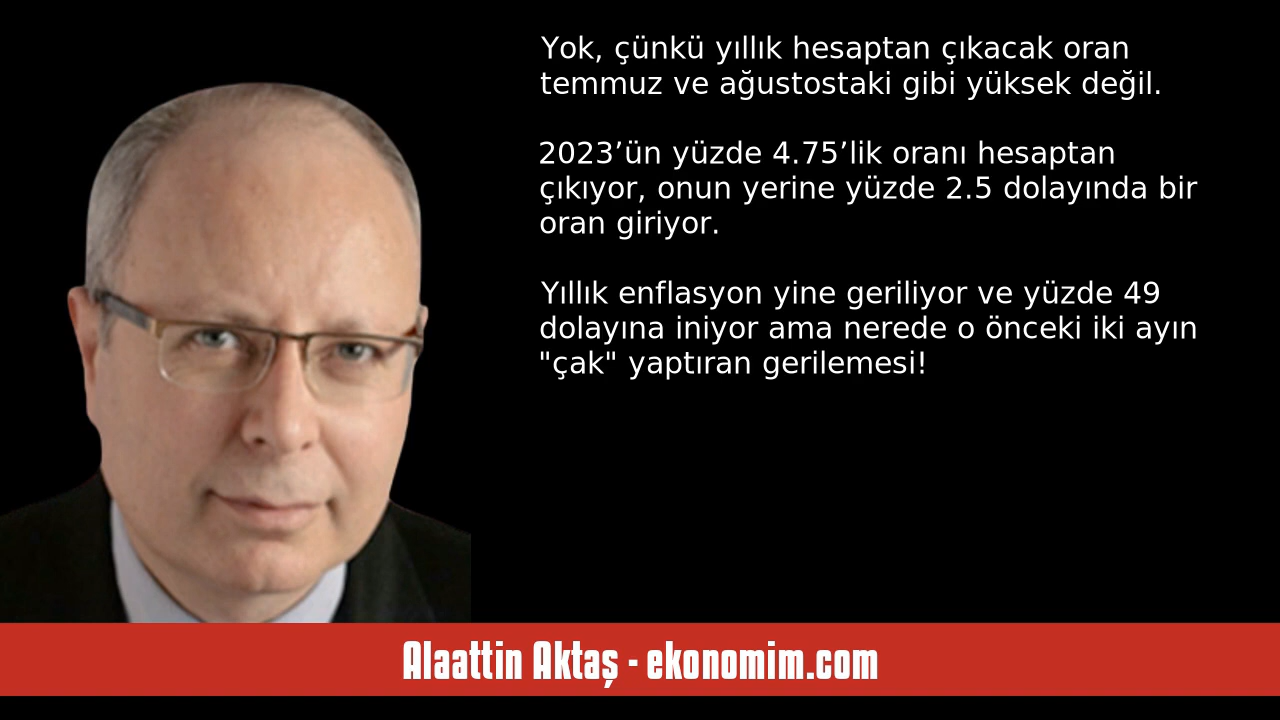 Yok, çünkü yıllık hesaptan çıkacak oran
temmuz ve ağustostaki gibi yüksek değil.
2023’ün yüzde 4.75’lik oranı hesaptan
çıkıyor, onun yerine yüzde 2.5 dolayında bir
oran giriyor.
Yıllık enflasyon yine geriliyor ve yüzde 49
dolayına iniyor ama nerede o önceki iki ayın
"çak" yaptıran gerilemesi!
Alaattin Aktaş - ekonomim.com